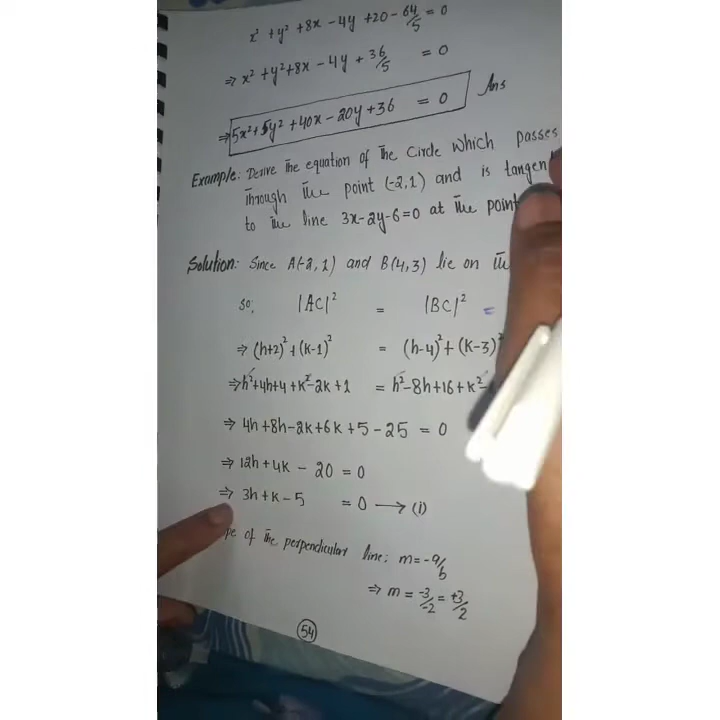 x² + y² + 8x - 4y + 20 - 64/5 = 0
⇒ x² + y² + 8x - 4y + 36/5 = 0
⇒ 5x² + 5y² + 40x - 20y + 36 = 0 Ans
Example: Derive the equation of the Circle which passes
through the point (-2,1) and is tangen
to the line 3x-2y-6=0 at the point
Solution: Since A(-2,1) and B(4,3) lie on
so; |AC|² = |BC|² =
⇒ (h+2)² + (k-1)² = (h-4)² + (k-3)²
⇒ h²+4h+4+k²-2k+1 = h²-8h+16+k²-
⇒ 4h+8h-2k+6k+5-25 = 0
⇒ 12h+4k-20 = 0
⇒ 3h+k-5 = 0 → (i)
pe of the perpendicular line; m = -a/b
⇒ m = -3/-2 = +3/2
54